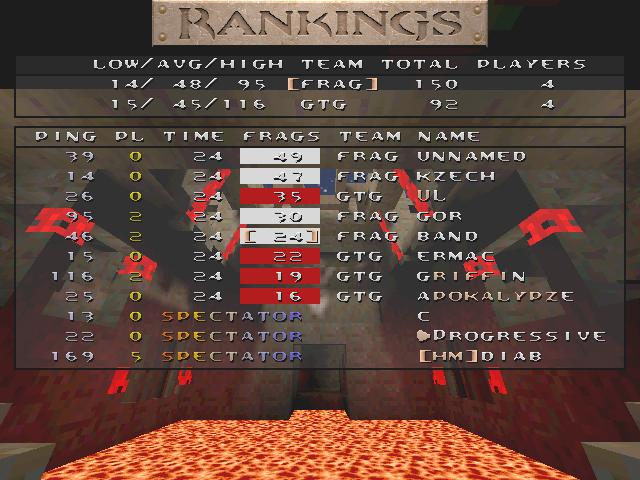 RANKINGS
LOW/AVG/HIGH TEAM TOTAL PLAYERS
14/ 48/ 95 [FRAG] 150 4
15/ 45/116 GTG 92 4
PING PL TIME FRAGS TEAM NAME
39 0 24 49 FRAG UNNAMED
14 0 24 47 FRAG KZECH
26 0 24 35 GTG UL
95 2 24 30 FRAG GOR
46 2 24 [ 24] FRAG BAND
15 0 24 22 GTG ERMAC
116 2 24 19 GTG GRIFFIN
25 0 24 16 GTG APOKALYPZE
13 0 SPECTATOR C
22 0 SPECTATOR PROGRESSIVE
169 5 SPECTATOR [HM]DIAB